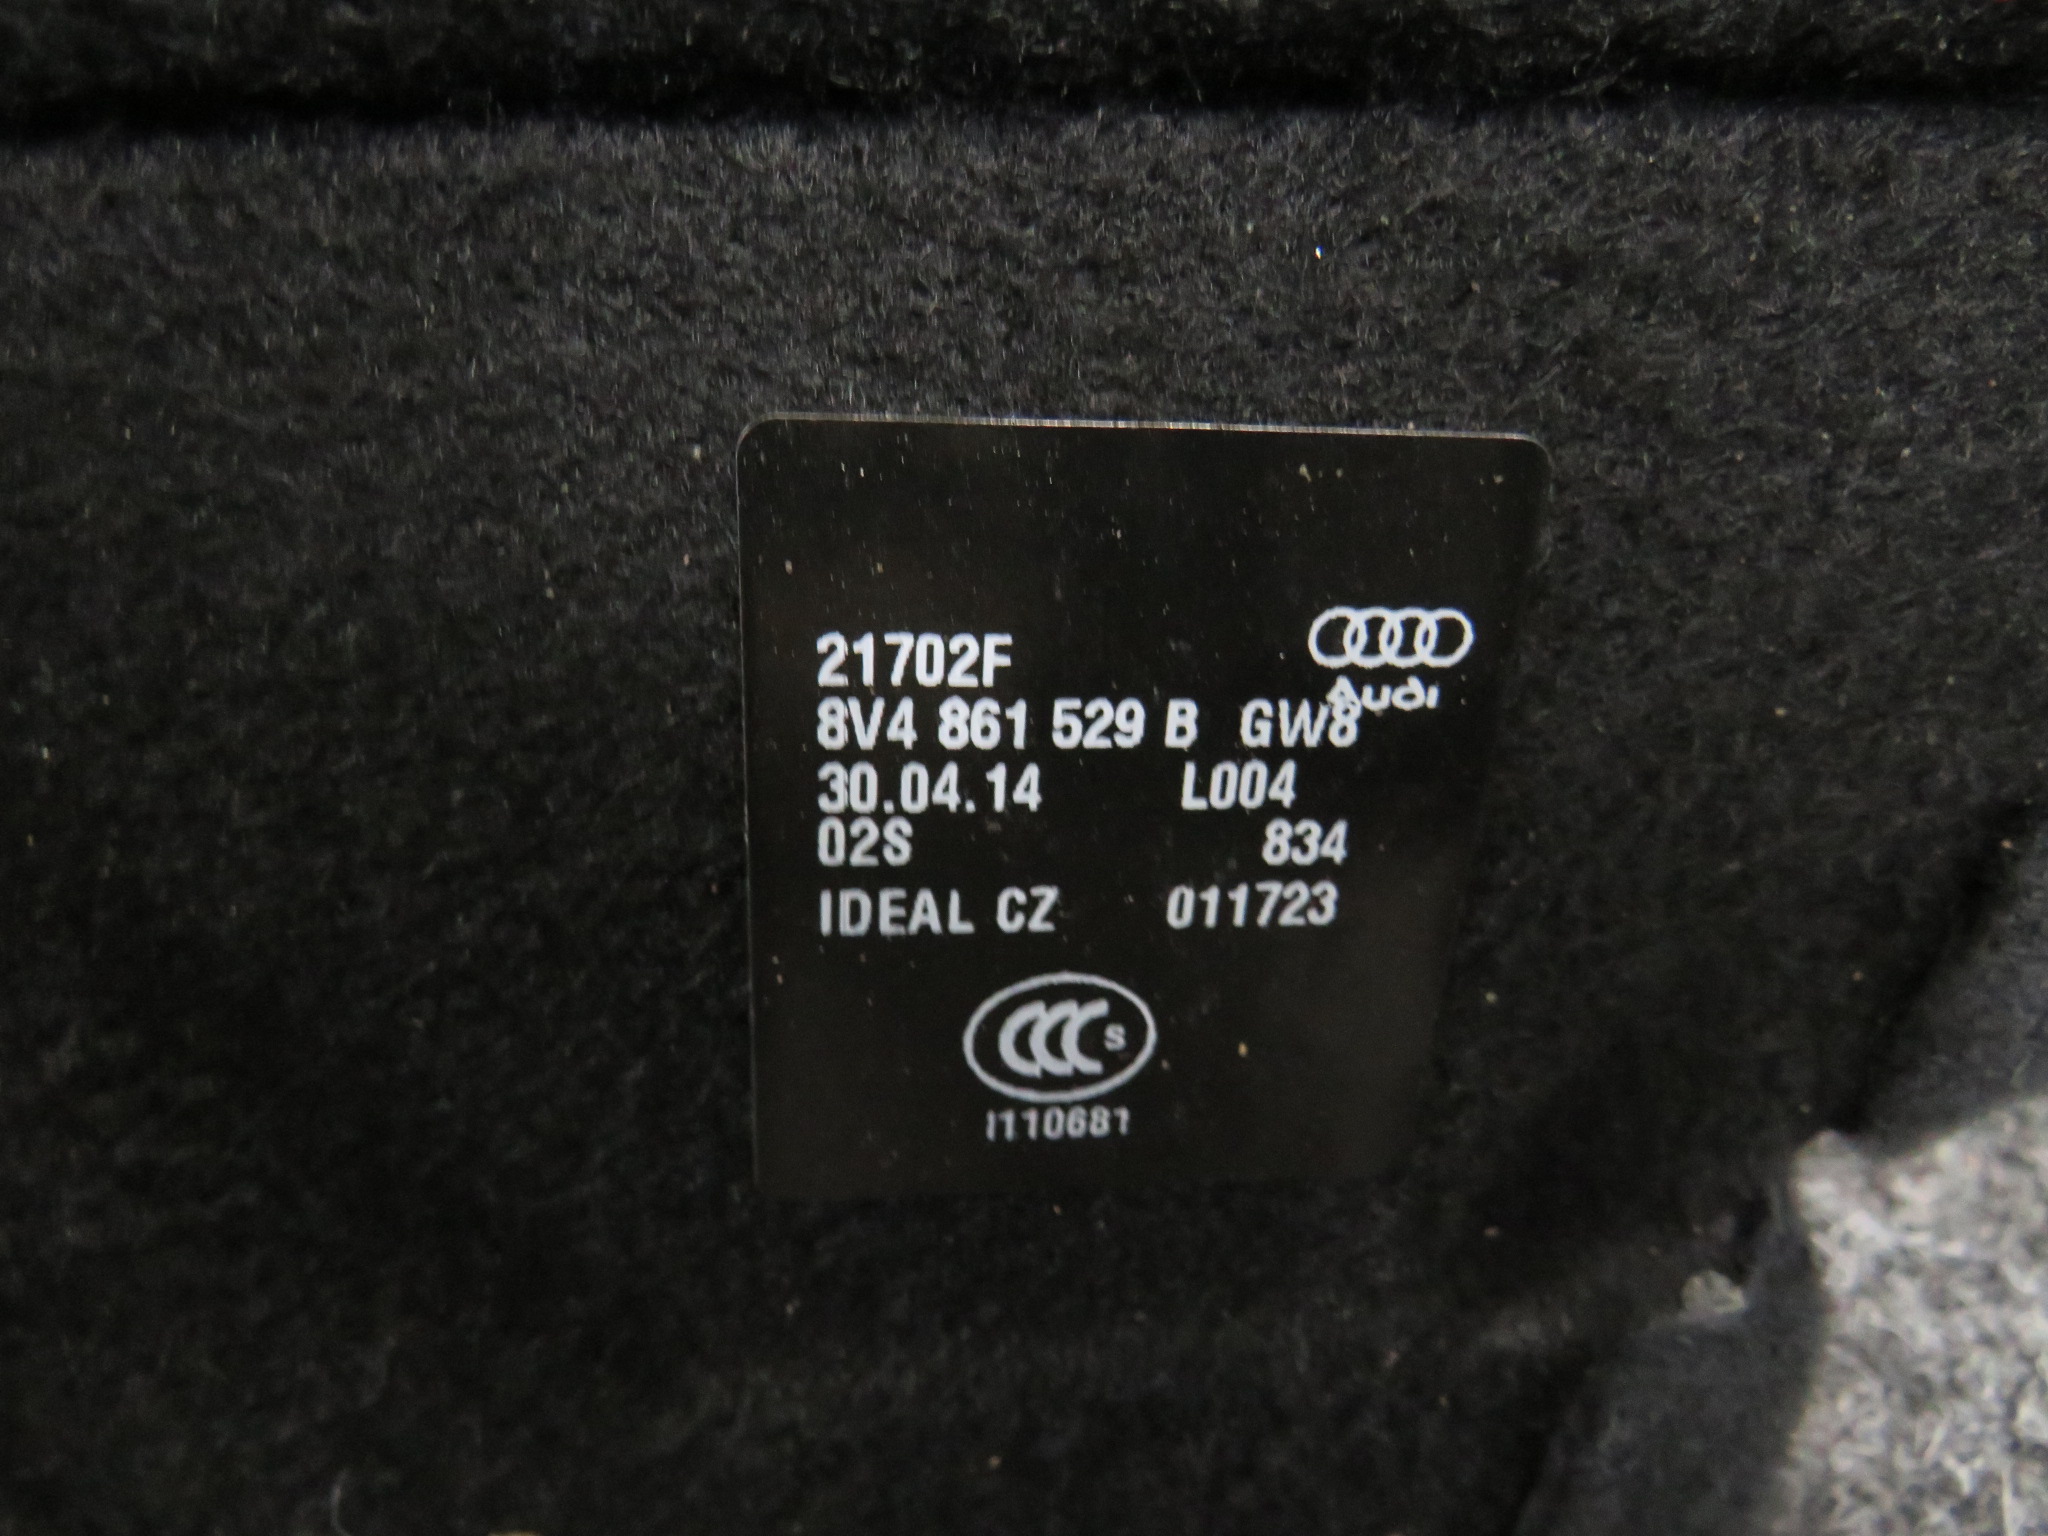 21702F
Audi
8V4 861 529 B GW8
30.04.14 L004
02S 834
IDEAL CZ 011723
CCC S
I110681